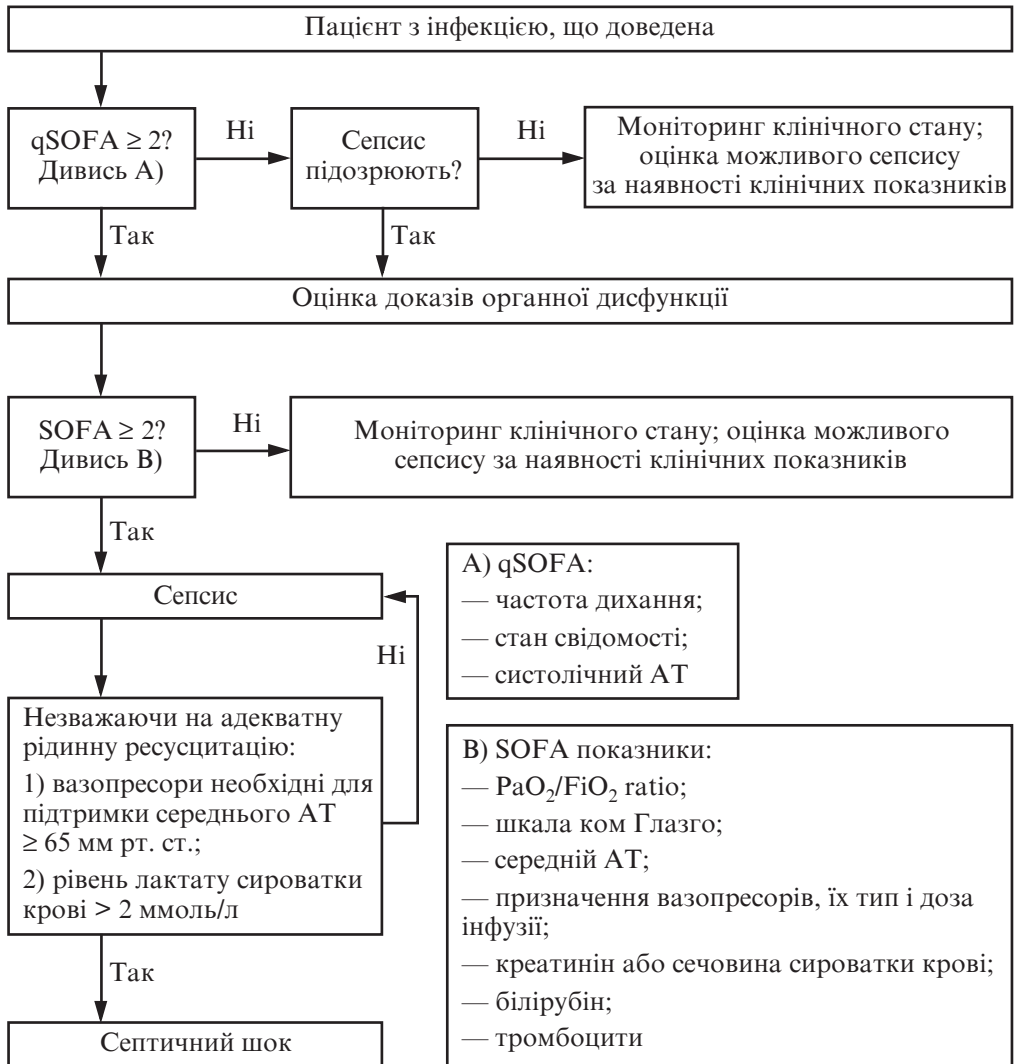 Пацієнт з інфекцією, що доведена
qSOFA ≥ 2?
Дивись А)
Ні
Сепсис
підозрюють?
Ні
Моніторинг клінічного стану;
оцінка можливого сепсису
за наявності клінічних показників
Так
Так
Оцінка доказів органної дисфункції
SOFA ≥ 2?
Дивись В)
Ні
Моніторинг клінічного стану; оцінка можливого
сепсису за наявності клінічних показників
Так
Сепсис
Ні
Незважаючи на адекватну
рідинну ресусцитацію:
1) вазопресори необхідні для
підтримки середнього АТ
≥ 65 мм рт. ст.;
2) рівень лактату сироватки
крові > 2 ммоль/л
Так
Септичний шок
А) qSOFA:
— частота дихання;
— стан свідомості;
— систолічний АТ
В) SOFA показники:
— PaO₂/FiO₂ ratio;
— шкала ком Глазго;
— середній АТ;
— призначення вазопресорів, їх тип і доза
інфузії;
— креатинін або сечовина сироватки крові;
— білірубін;
— тромбоцити